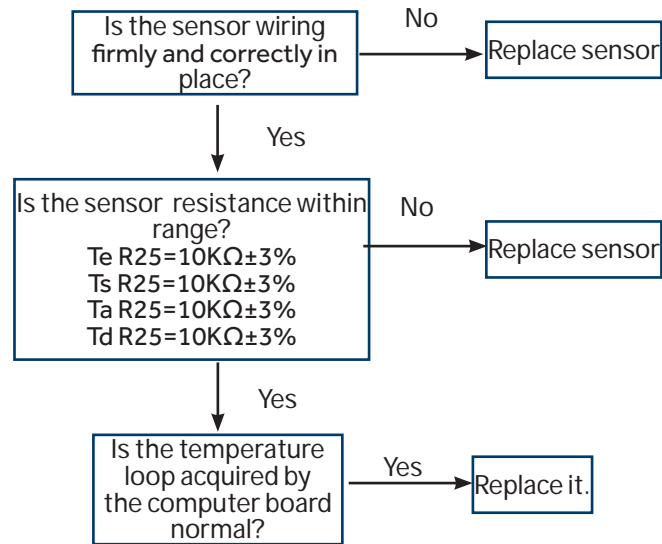 Is the sensor wiring
firmly and correctly in
place?
No
Replace sensor
Yes
Is the sensor resistance within
range?
Te R25=10KΩ±3%
Ts R25=10KΩ±3%
Ta R25=10KΩ±3%
Td R25=10KΩ±3%
No
Replace sensor
Yes
Is the temperature
loop acquired by
the computer board
normal?
Yes
Replace it.